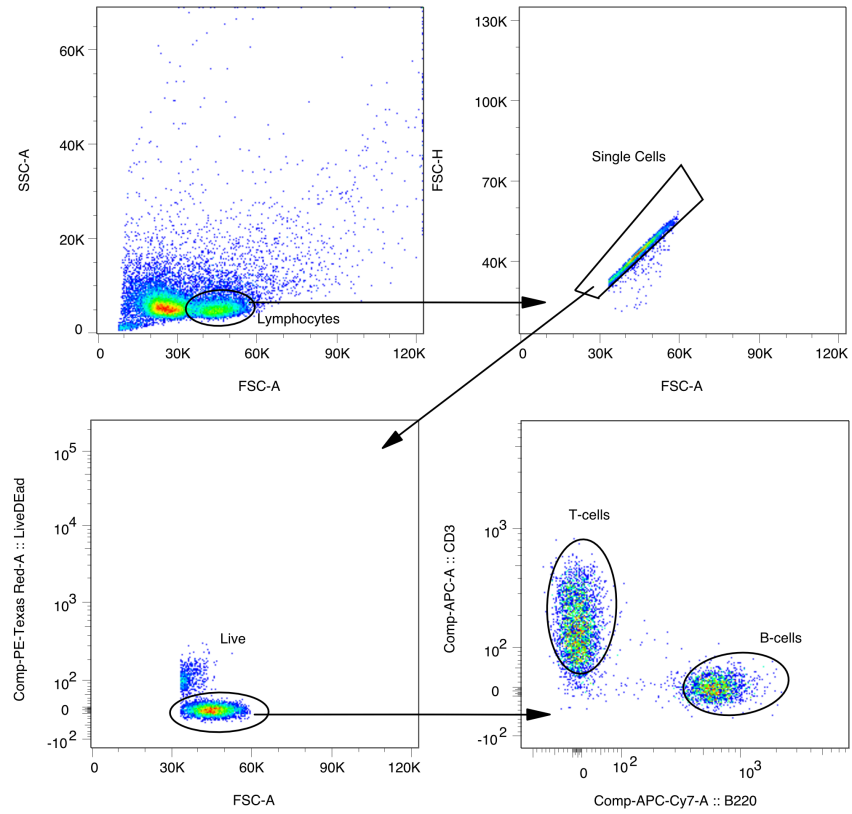 60K
40K
20K
0
SSC-A
Lymphocytes
0 30K 60K 90K 120K
FSC-A
130K
100K
70K
40K
FSC-H
Single Cells
0 30K 60K 90K 120K
FSC-A
10^5
10^4
10^3
10^2
0
-10^2
Comp-PE-Texas Red-A :: LiveDEad
Live
0 30K 60K 90K 120K
FSC-A
10^3
10^2
0
-10^2
Comp-APC-A :: CD3
T-cells
B-cells
0 10^2 10^3
Comp-APC-Cy7-A :: B220